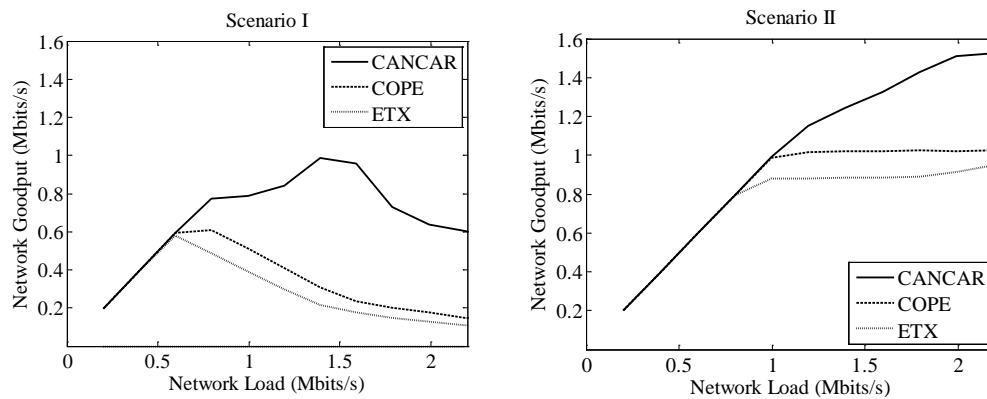 Scenario I
Network Goodput (Mbits/s)
1.6
1.4
1.2
1
0.8
0.6
0.4
0.2
0
0.5
1
1.5
2
Network Load (Mbits/s)
CANCAR
COPE
ETX
Scenario II
Network Goodput (Mbits/s)
1.6
1.4
1.2
1
0.8
0.6
0.4
0.2
0
0.5
1
1.5
2
Network Load (Mbits/s)
CANCAR
COPE
ETX